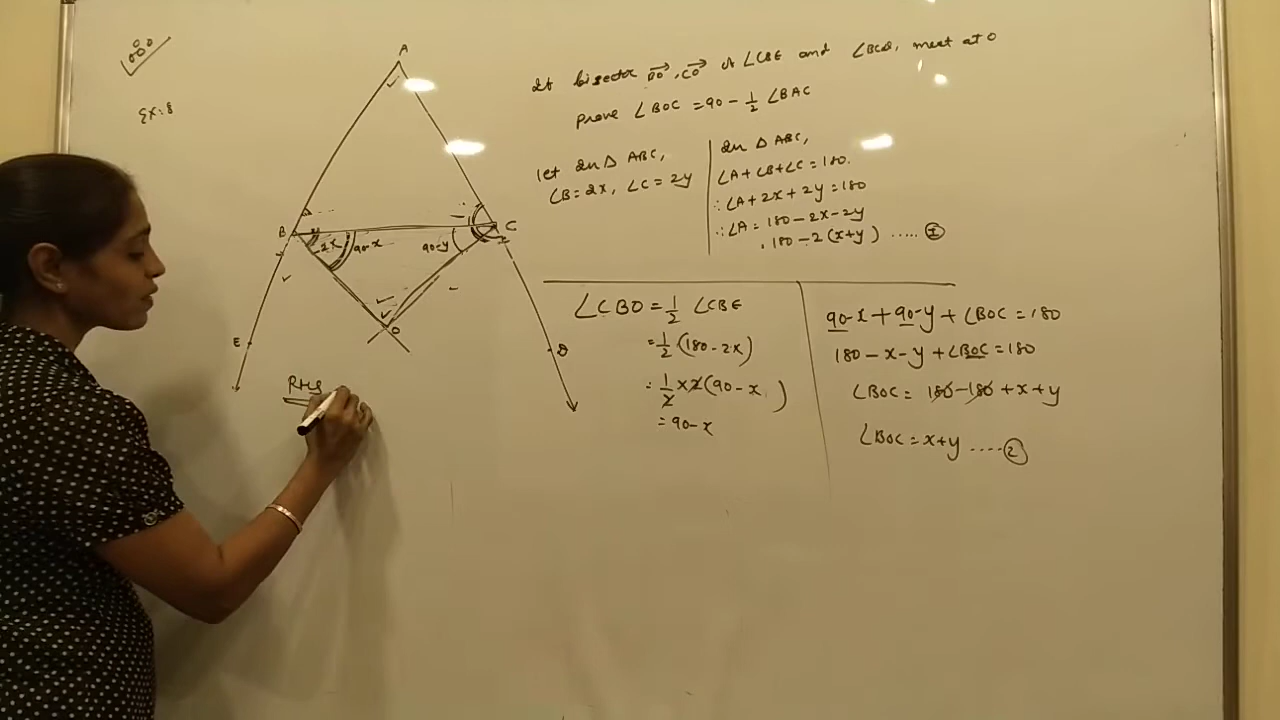 Ex: 8
A
B
C
2x
90-x
90-y
O
E
D
RHS
If bisector BO, CO of ∠CBE and ∠BCD, meet at O
prove ∠BOC = 90 - 1/2 ∠BAC
let In △ ABC,
∠B = 2x, ∠C = 2y
In △ ABC,
∠A + ∠B + ∠C = 180.
∴ ∠A + 2x + 2y = 180
∴ ∠A = 180 - 2x - 2y
= 180 - 2 (x+y) ..... ①
∠CBO = 1/2 ∠CBE
= 1/2 (180 - 2x)
= 1/2 × 2 (90 - x)
= 90 - x
90 - x + 90 - y + ∠BOC = 180
180 - x - y + ∠BOC = 180
∠BOC = 180 - 180 + x + y
∠BOC = x+y .... ②